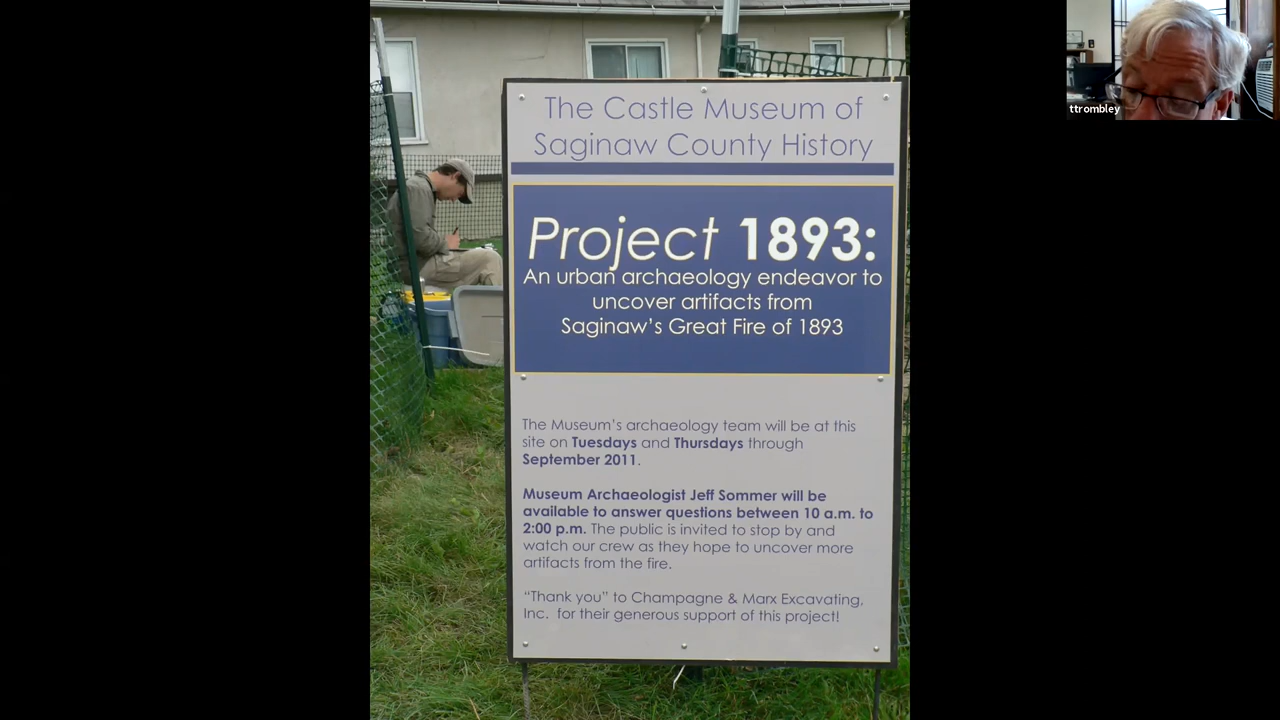 ttrombley
The Castle Museum of
Saginaw County History
Project 1893:
An urban archaeology endeavor to
uncover artifacts from
Saginaw's Great Fire of 1893
The Museum's archaeology team will be at this
site on Tuesdays and Thursdays through
September 2011.
Museum Archaeologist Jeff Sommer will be
available to answer questions between 10 a.m. to
2:00 p.m. The public is invited to stop by and
watch our crew as they hope to uncover more
artifacts from the fire.
“Thank you” to Champagne & Marx Excavating,
Inc. for their generous support of this project!